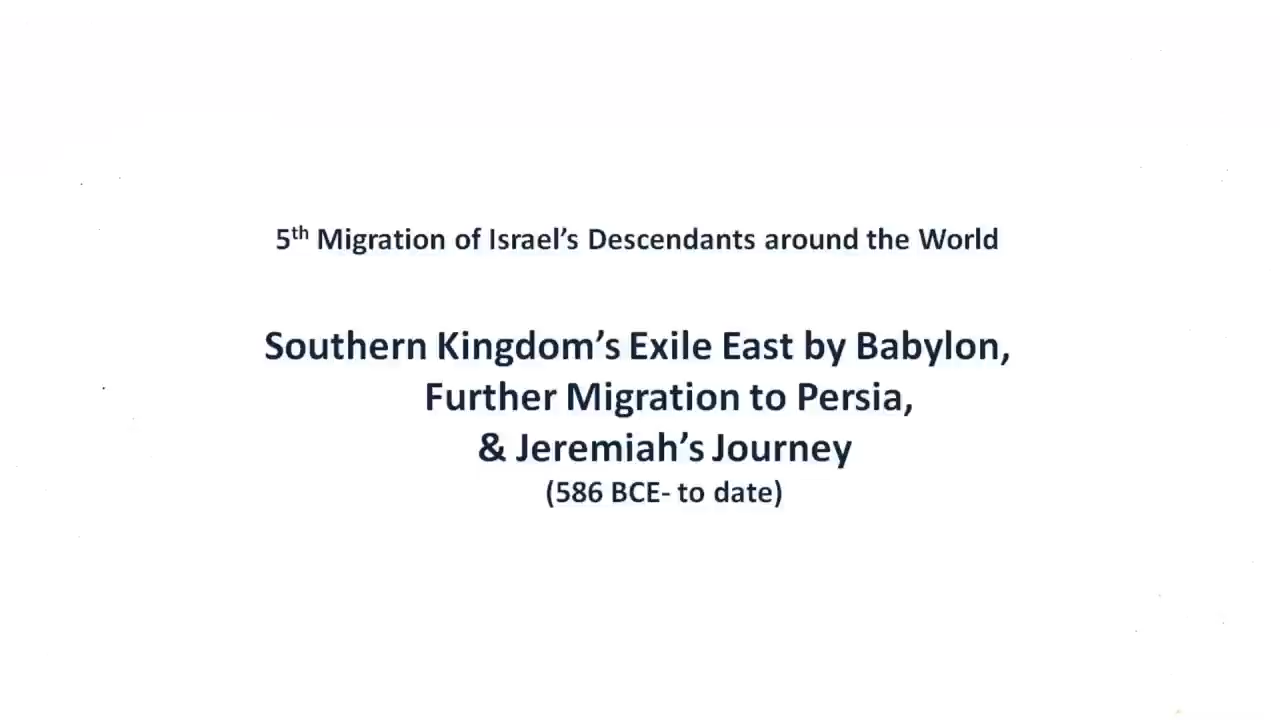 5th Migration of Israel’s Descendants around the World
Southern Kingdom’s Exile East by Babylon,
Further Migration to Persia,
& Jeremiah’s Journey
(586 BCE- to date)